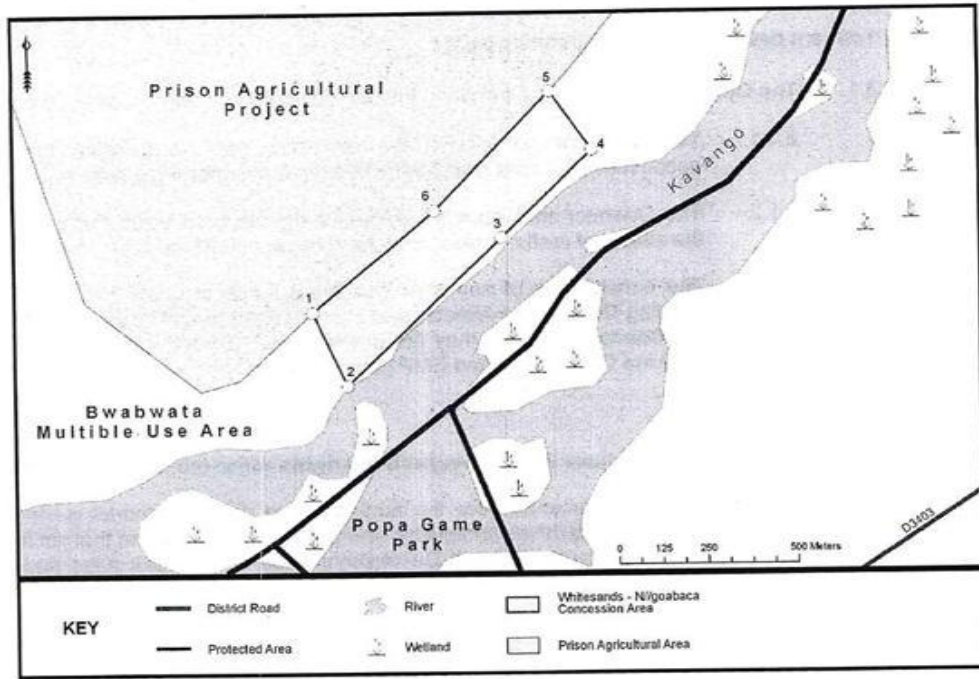 Prison Agricultural
Project
5
4
6
3
1
2
Kavango
Bwabwata
Multible Use Area
Popa Game
Park
D3403
0 125 250 500 Meters
KEY
District Road
River
Whitesands - N//goabaca
Concession Area
Protected Area
Wetland
Prison Agricultural Area